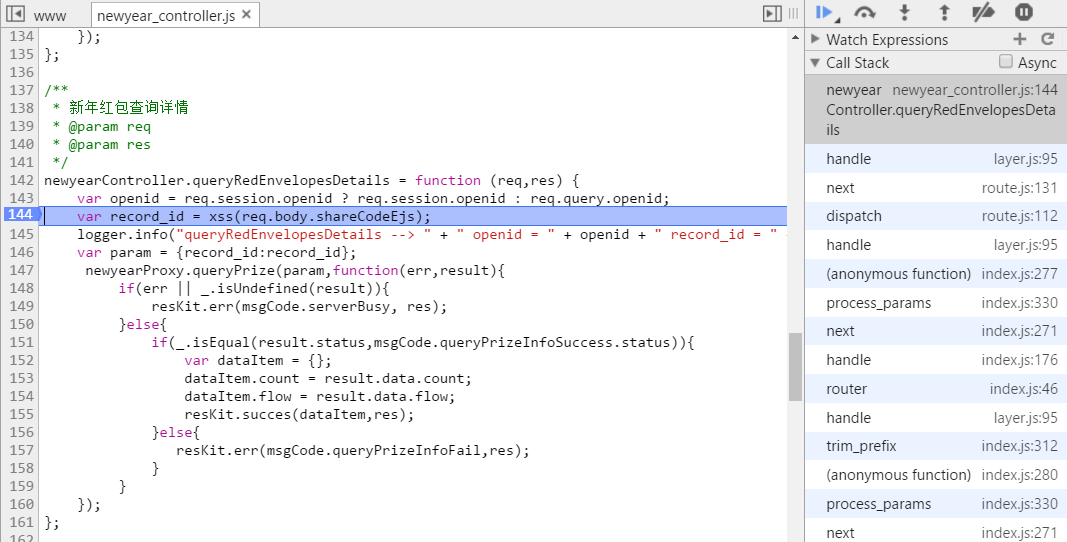 www newyear_controller.js ×
134 });
135 };
136
137 /**
138 * 新年红包查询详情
139 * @param req
140 * @param res
141 */
142 newyearController.queryRedEnvelopesDetails = function (req,res) {
143 var openid = req.session.openid ? req.session.openid : req.query.openid;
144 var record_id = xss(req.body.shareCodeEjs);
145 logger.info("queryRedEnvelopesDetails --> " + " openid = " + openid + " record_id = "
146 var param = {record_id:record_id};
147 newyearProxy.queryPrize(param,function(err,result){
148 if(err || _.isUndefined(result)){
149 resKit.err(msgCode.serverBusy, res);
150 }else{
151 if(_.isEqual(result.status,msgCode.queryPrizeInfoSuccess.status)){
152 var dataItem = {};
153 dataItem.count = result.data.count;
154 dataItem.flow = result.data.flow;
155 resKit.succes(dataItem,res);
156 }else{
157 resKit.err(msgCode.queryPrizeInfoFail,res);
158 }
159 }
160 });
161 };
162
Watch Expressions
Call Stack Async
newyear newyear_controller.js:144
Controller.queryRedEnvelopesDeta
ils
handle layer.js:95
next route.js:131
dispatch route.js:112
handle layer.js:95
(anonymous function) index.js:277
process_params index.js:330
next index.js:271
handle index.js:176
router index.js:46
handle layer.js:95
trim_prefix index.js:312
(anonymous function) index.js:280
process_params index.js:330
next index.js:271